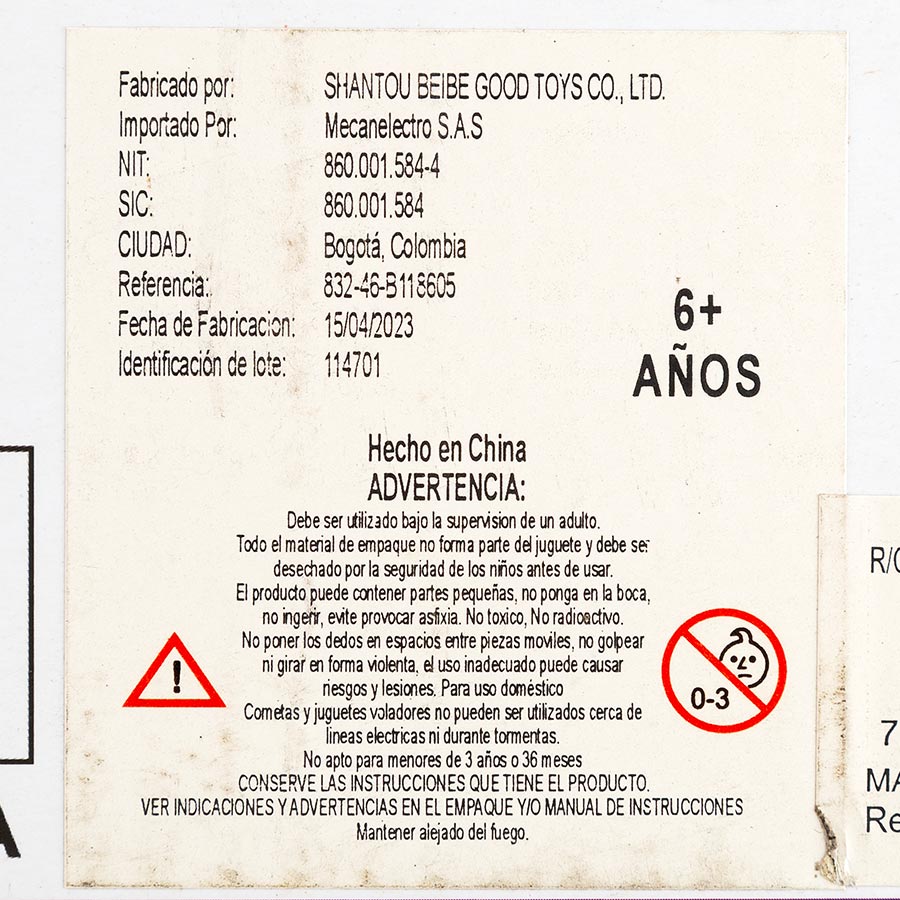 Fabricado por: SHANTOU BEIBE GOOD TOYS CO., LTD.
Importado Por: Mecanelectro S.A.S
NIT: 860.001.584-4
SIC: 860.001.584
CIUDAD: Bogotá, Colombia
Referencia: 832-46-B118605
Fecha de Fabricacion: 15/04/2023
Identificación de lote: 114701
6+
AÑOS
Hecho en China
ADVERTENCIA:
Debe ser utilizado bajo la supervision de un adulto.
Todo el material de empaque no forma parte del juguete y debe ser
desechado por la seguridad de los niños antes de usar.
El producto puede contener partes pequeñas, no ponga en la boca,
no ingerir, evite provocar asfixia. No toxico, No radioactivo.
No poner los dedos en espacios entre piezas moviles, no golpear
ni girar en forma violenta, el uso inadecuado puede causar
riesgos y lesiones. Para uso doméstico
Cometas y juguetes voladores no pueden ser utilizados cerca de
lineas electricas ni durante tormentas.
No apto para menores de 3 años o 36 meses
CONSERVE LAS INSTRUCCIONES QUE TIENE EL PRODUCTO.
VER INDICACIONES Y ADVERTENCIAS EN EL EMPAQUE Y/O MANUAL DE INSTRUCCIONES
Mantener alejado del fuego.
!
0-3
A
7
Re